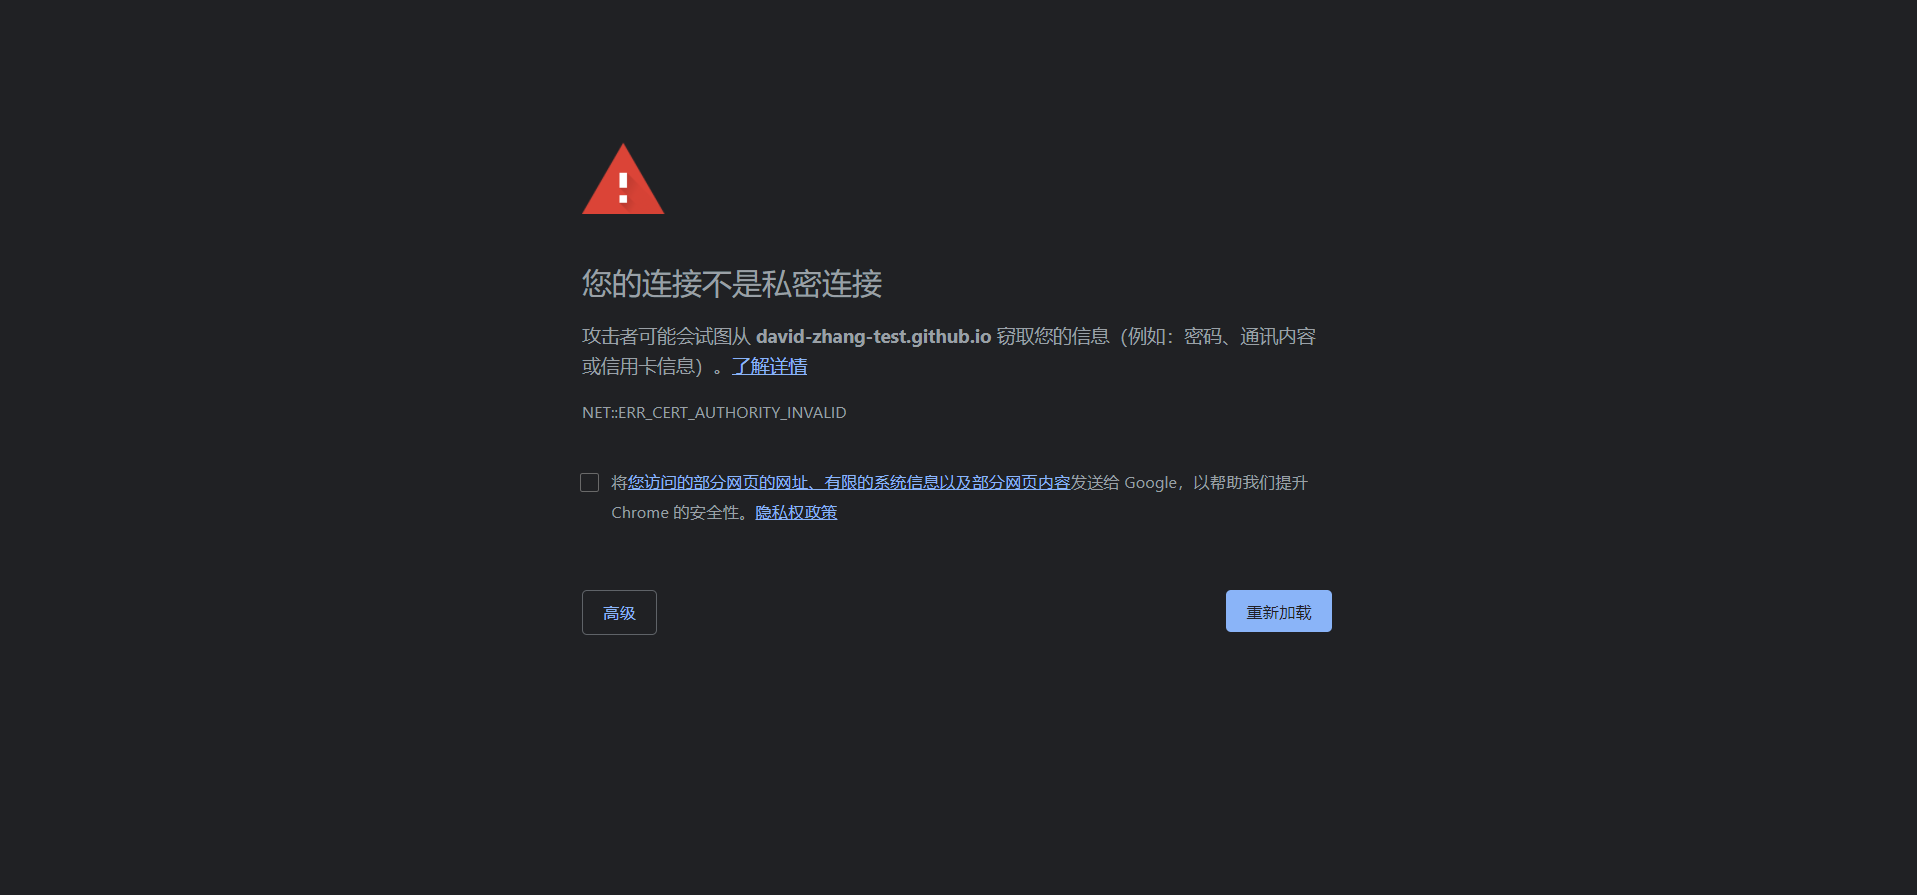 您的连接不是私密连接
攻击者可能会试图从 david-zhang-test.github.io 窃取您的信息（例如：密码、通讯内容
或信用卡信息）。了解详情
NET::ERR_CERT_AUTHORITY_INVALID
将您访问的部分网页的网址、有限的系统信息以及部分网页内容发送给 Google，以帮助我们提升
Chrome 的安全性。隐私权政策
高级
重新加载